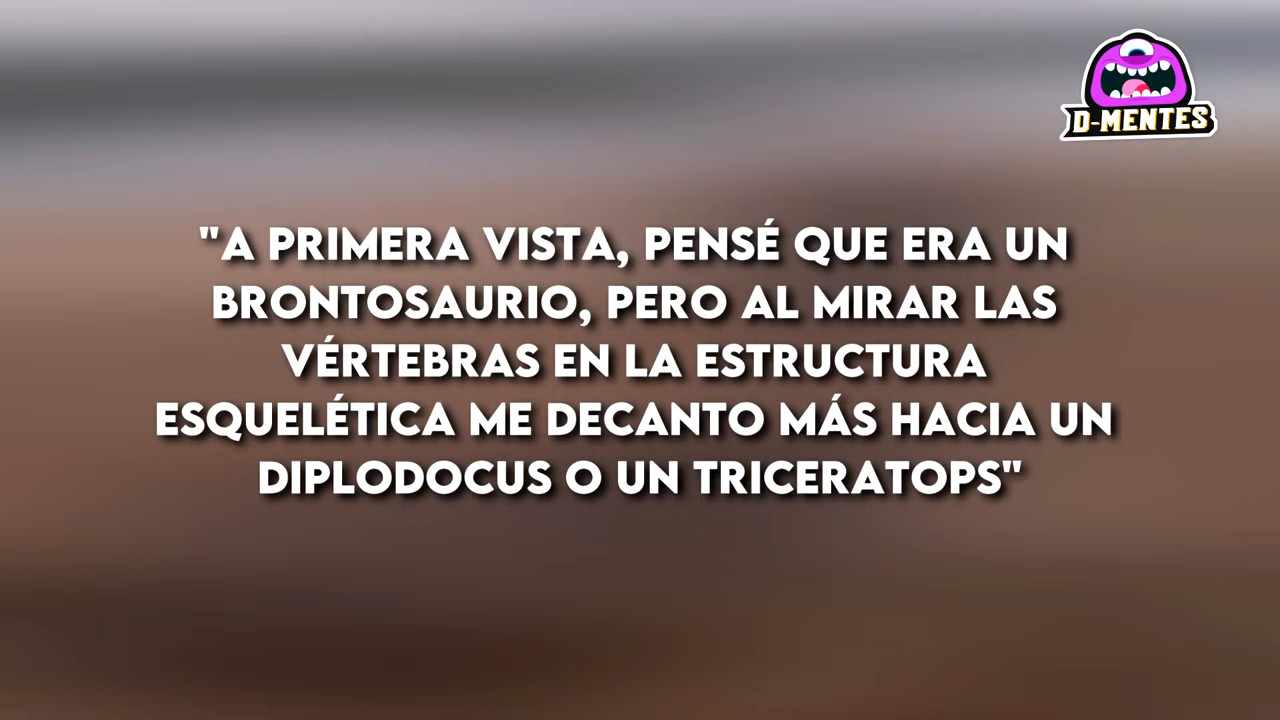 D-MENTES
"A PRIMERA VISTA, PENSÉ QUE ERA UN
BRONTOSAURIO, PERO AL MIRAR LAS
VÉRTEBRAS EN LA ESTRUCTURA
ESQUELÉTICA ME DECANTO MÁS HACIA UN
DIPLODOCUS O UN TRICERATOPS"